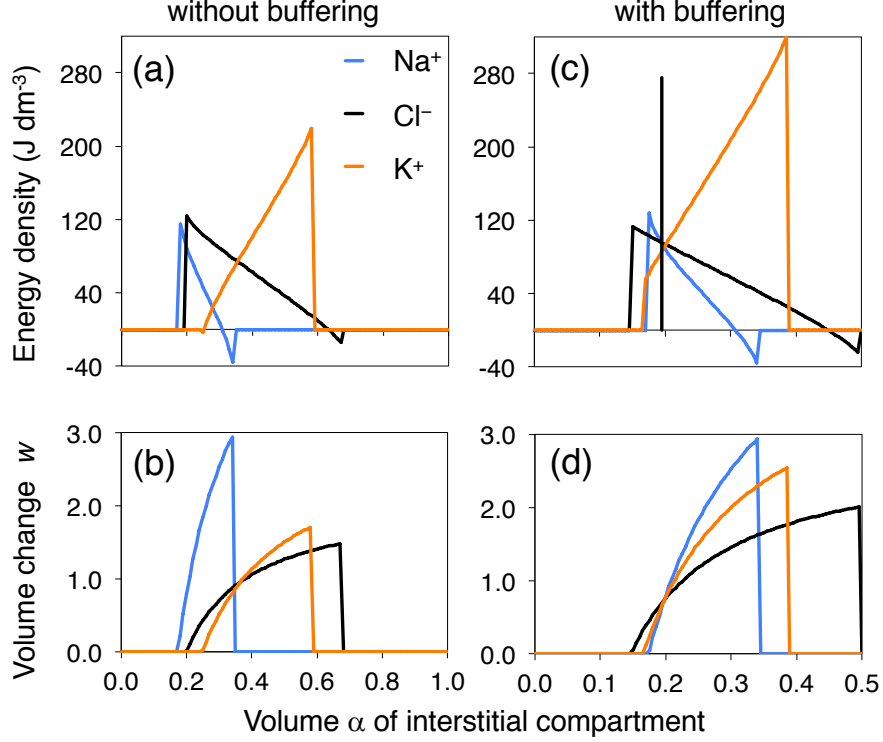 without buffering
with buffering
(a)
Na⁺
Cl⁻
K⁺
280
200
120
40
-40
Energy density (J dm⁻³)
(c)
280
200
120
40
-40
(b)
3.0
2.0
1.0
0.0
Volume change w
0.0 0.2 0.4 0.6 0.8 1.0
(d)
3.0
2.0
1.0
0.0
0.0 0.1 0.2 0.3 0.4 0.5
Volume α of interstitial compartment